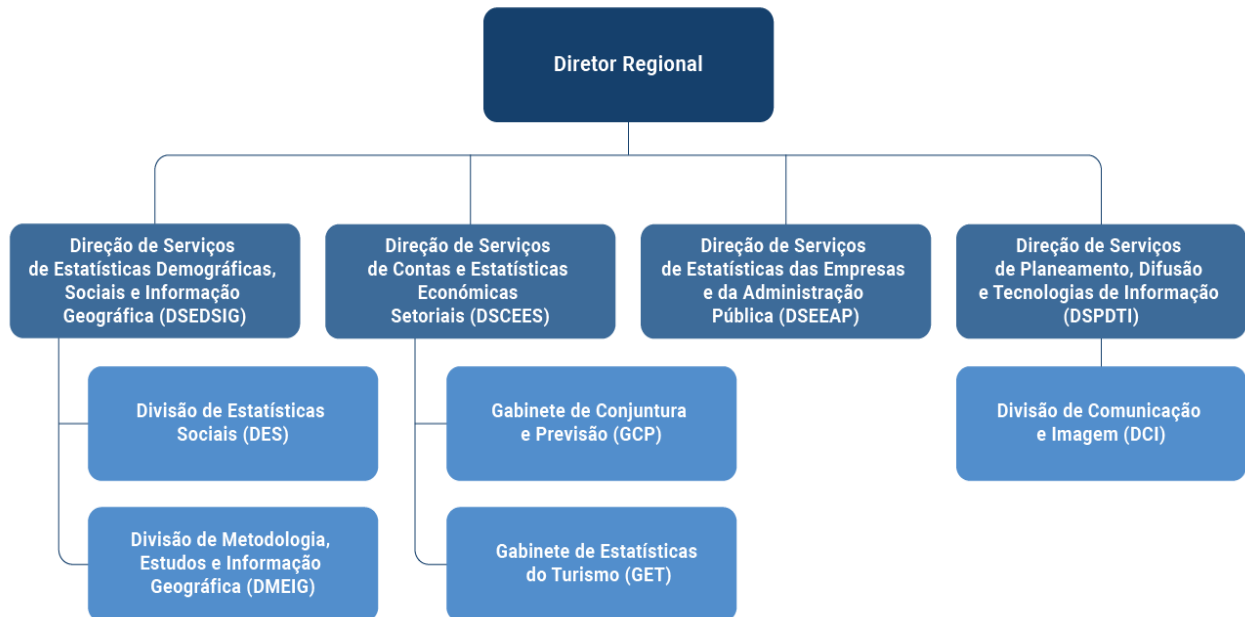 Diretor Regional
Direção de Serviços
de Estatísticas Demográficas,
Sociais e Informação
Geográfica (DSEDSIG)
Direção de Serviços
de Contas e Estatísticas
Económicas
Setoriais (DSCEES)
Direção de Serviços
de Estatísticas das Empresas
e da Administração
Pública (DSEEAP)
Direção de Serviços
de Planeamento, Difusão
e Tecnologias de Informação
(DSPDTI)
Divisão de Estatísticas
Sociais (DES)
Gabinete de Conjuntura
e Previsão (GCP)
Divisão de Comunicação
e Imagem (DCI)
Divisão de Metodologia,
Estudos e Informação
Geográfica (DMEIG)
Gabinete de Estatísticas
do Turismo (GET)